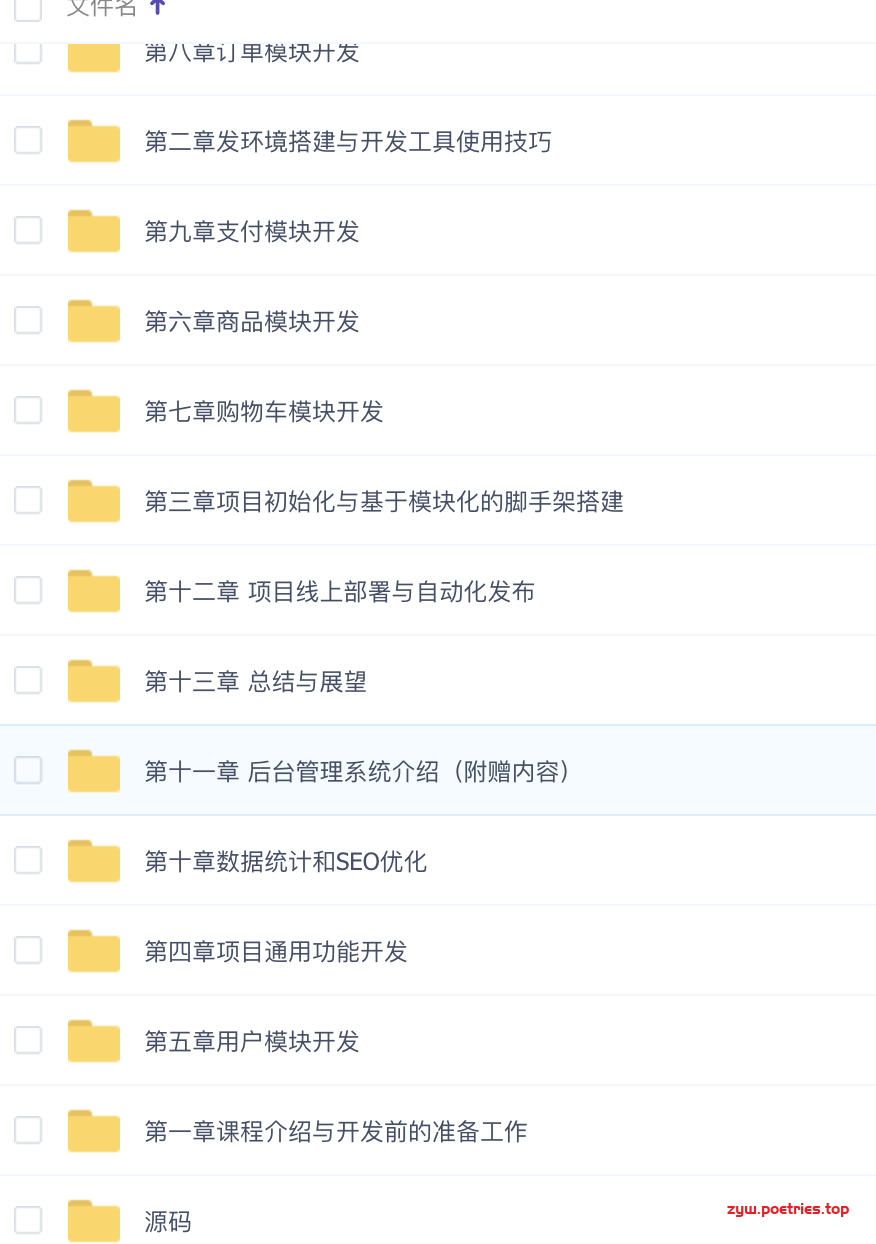 文件名
第八章订单模块开发
第二章发环境搭建与开发工具使用技巧
第九章支付模块开发
第六章商品模块开发
第七章购物车模块开发
第三章项目初始化与基于模块化的脚手架搭建
第十二章 项目线上部署与自动化发布
第十三章 总结与展望
第十一章 后台管理系统介绍（附赠内容）
第十章数据统计和SEO优化
第四章项目通用功能开发
第五章用户模块开发
第一章课程介绍与开发前的准备工作
源码
zyw.poetries.top